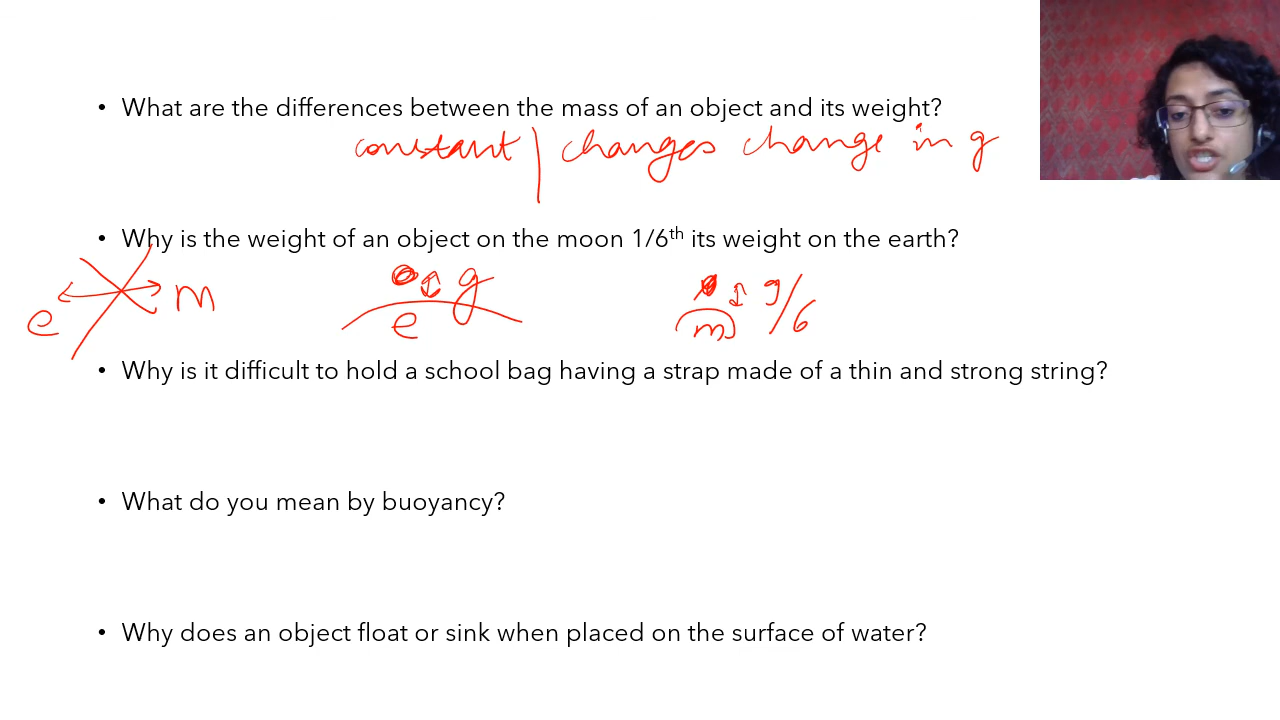 • What are the differences between the mass of an object and its weight?
constant | changes change in g
• Why is the weight of an object on the moon 1/6th its weight on the earth?
e m
g
e
g/6
m
• Why is it difficult to hold a school bag having a strap made of a thin and strong string?
• What do you mean by buoyancy?
• Why does an object float or sink when placed on the surface of water?